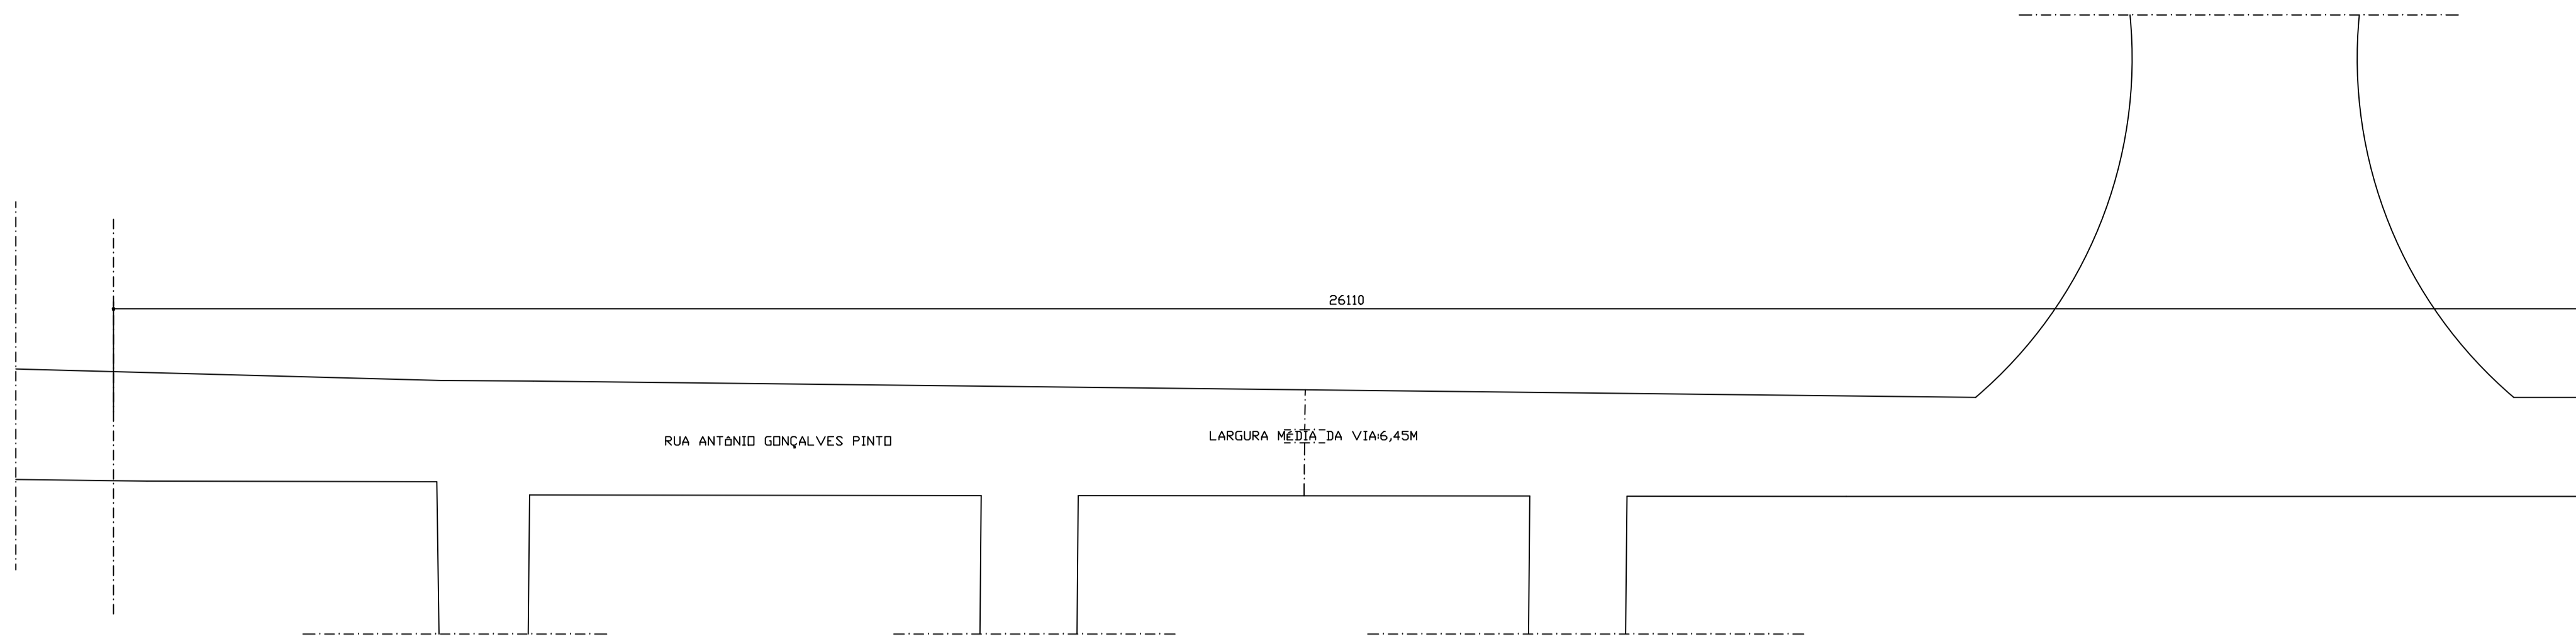 26110
RUA ANTÔNIO GONÇALVES PINTO
LARGURA MÉDIA DA VIA:6,45M